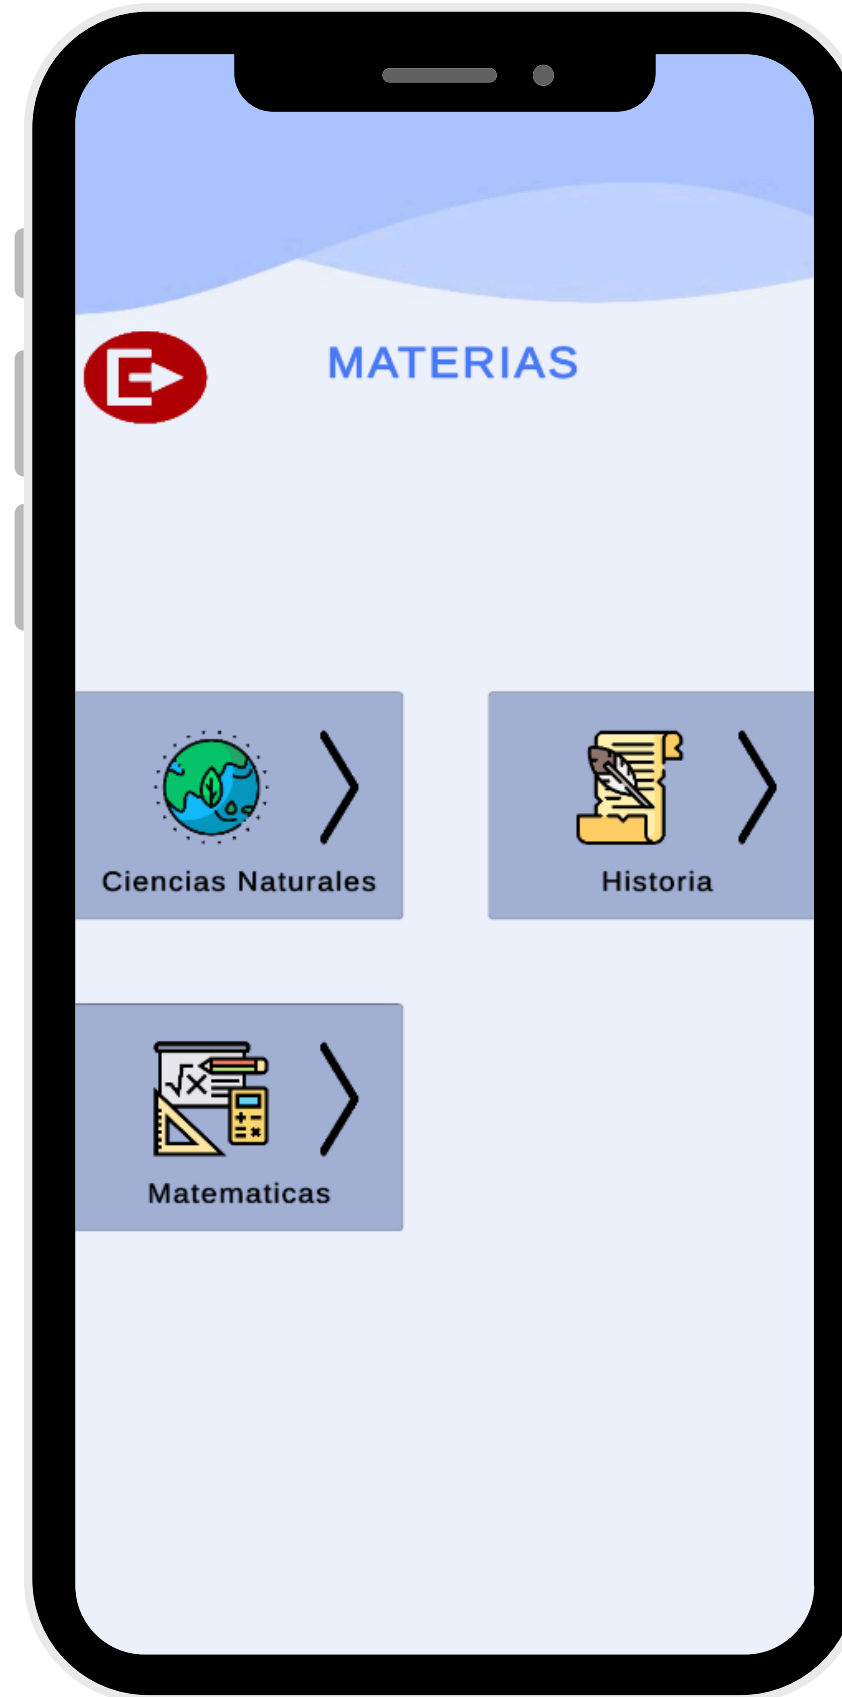 MATERIAS
Ciencias Naturales
Historia
√x
Matematicas